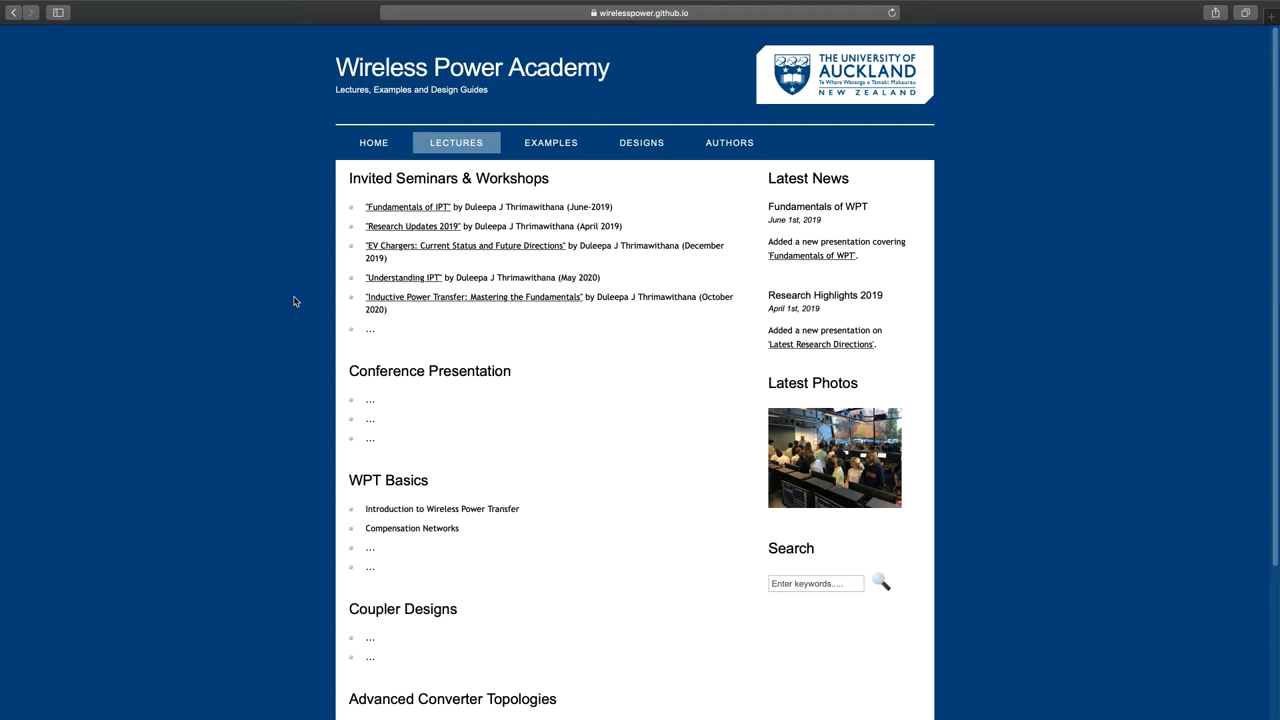 wirelesspower.github.io
Wireless Power Academy
Lectures, Examples and Design Guides
THE UNIVERSITY OF
AUCKLAND
Te Whare Wānanga o Tāmaki Makaurau
NEW ZEALAND
HOME LECTURES EXAMPLES DESIGNS AUTHORS
Invited Seminars & Workshops
"Fundamentals of IPT" by Duleepa J Thrimawithana (June-2019)
"Research Updates 2019" by Duleepa J Thrimawithana (April 2019)
"EV Chargers: Current Status and Future Directions" by Duleepa J Thrimawithana (December
2019)
"Understanding IPT" by Duleepa J Thrimawithana (May 2020)
"Inductive Power Transfer: Mastering the Fundamentals" by Duleepa J Thrimawithana (October
2020)
...
Conference Presentation
...
...
...
WPT Basics
Introduction to Wireless Power Transfer
Compensation Networks
...
...
Coupler Designs
...
...
Advanced Converter Topologies
Latest News
Fundamentals of WPT
June 1st, 2019
Added a new presentation covering
'Fundamentals of WPT'.
Research Highlights 2019
April 1st, 2019
Added a new presentation on
'Latest Research Directions'.
Latest Photos
Search
Enter keywords.....